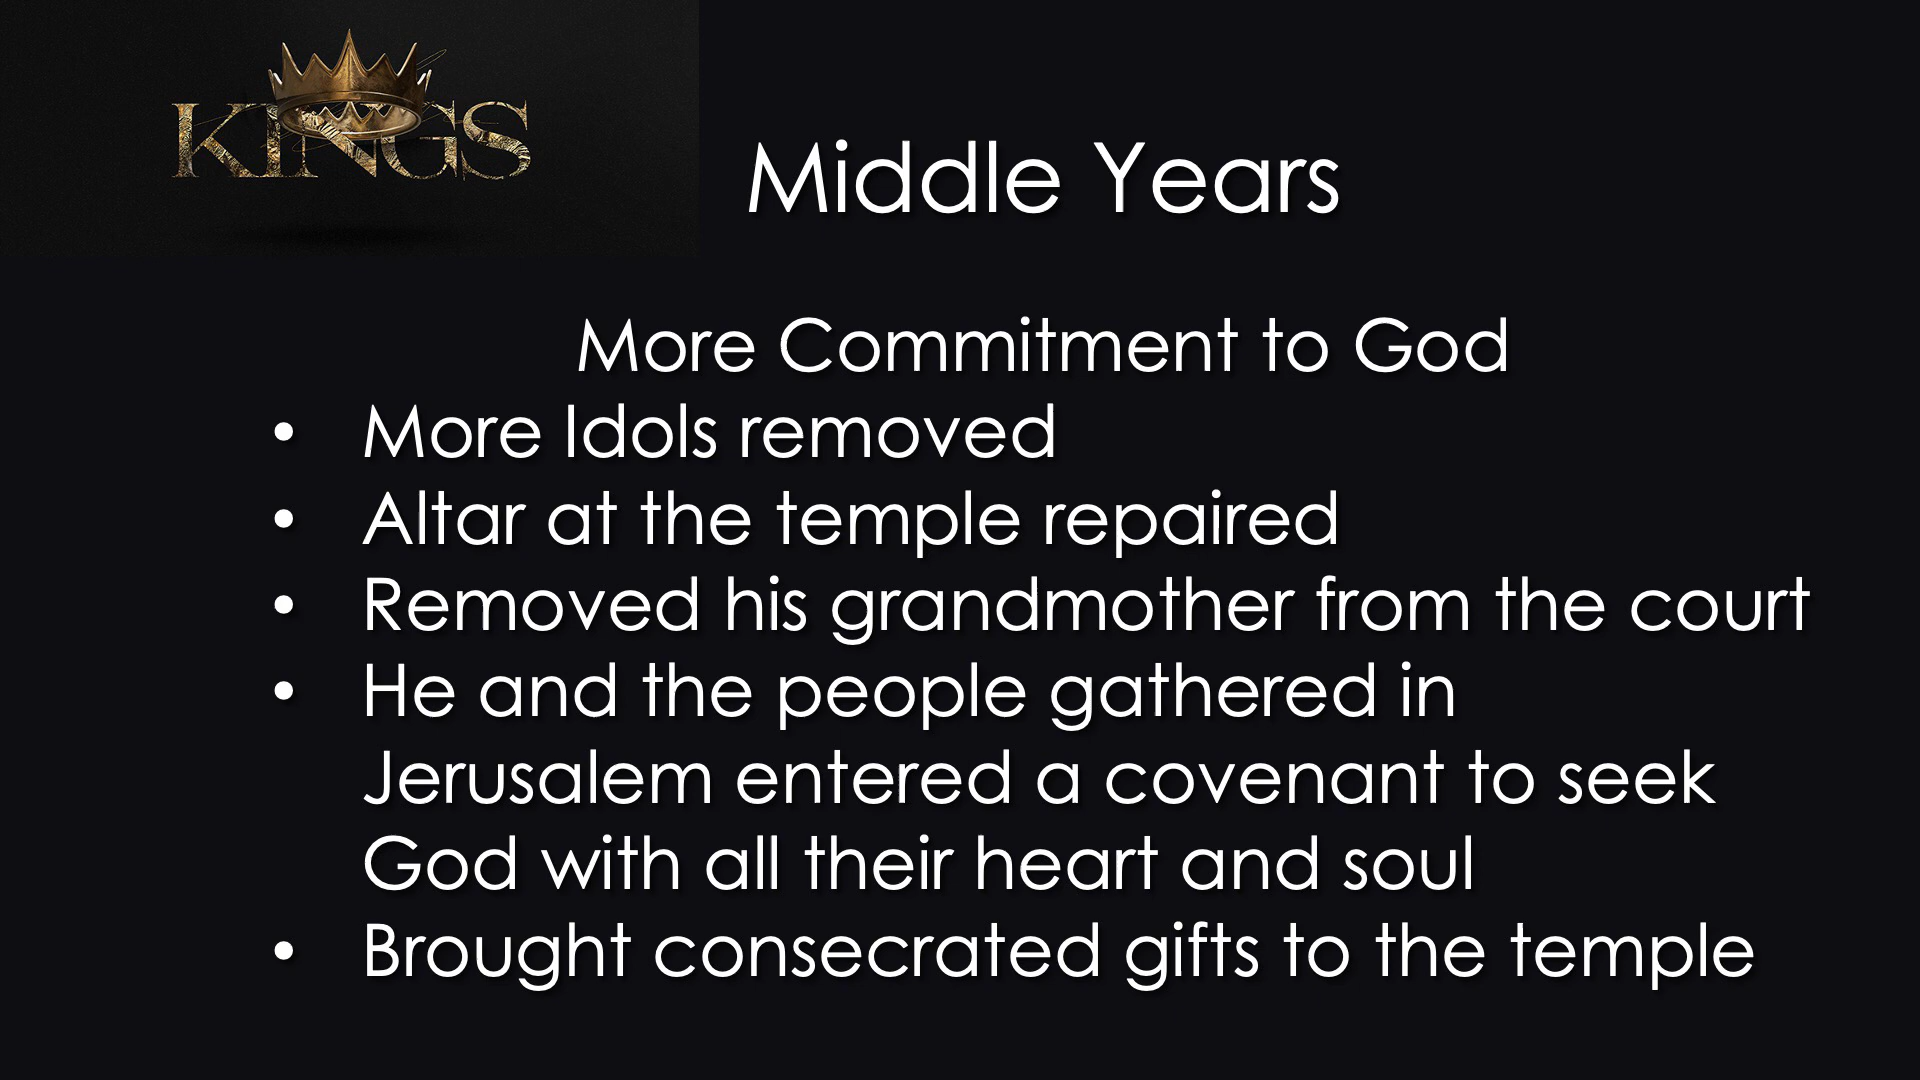 KINGS
Middle Years
More Commitment to God
• More Idols removed
• Altar at the temple repaired
• Removed his grandmother from the court
• He and the people gathered in
Jerusalem entered a covenant to seek
God with all their heart and soul
• Brought consecrated gifts to the temple